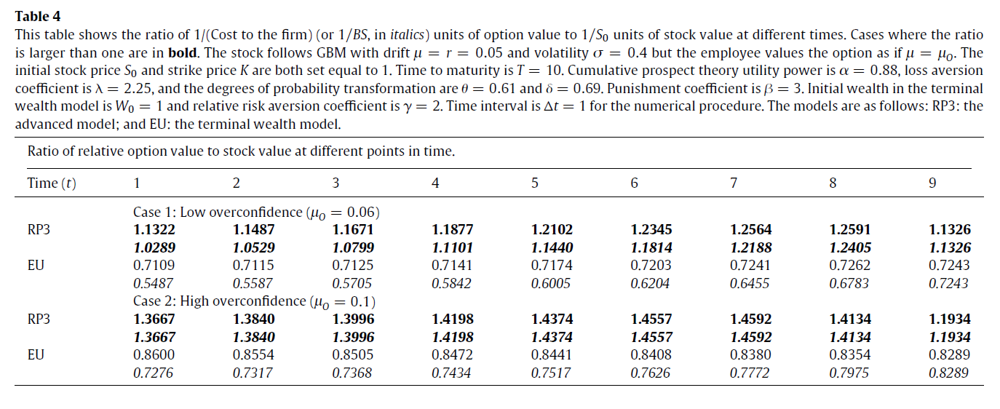 Table 4
This table shows the ratio of 1/(Cost to the firm) (or 1/BS, in italics) units of option value to 1/S₀ units of stock value at different times. Cases where the ratio
is larger than one are in bold. The stock follows GBM with drift μ = r = 0.05 and volatility σ = 0.4 but the employee values the option as if μ = μ_O. The
initial stock price S₀ and strike price K are both set equal to 1. Time to maturity is T = 10. Cumulative prospect theory utility power is α = 0.88, loss aversion
coefficient is λ = 2.25, and the degrees of probability transformation are θ = 0.61 and δ = 0.69. Punishment coefficient is β = 3. Initial wealth in the terminal
wealth model is W₀ = 1 and relative risk aversion coefficient is γ = 2. Time interval is Δt = 1 for the numerical procedure. The models are as follows: RP3: the
advanced model; and EU: the terminal wealth model.
Ratio of relative option value to stock value at different points in time.
Time (t) 1 2 3 4 5 6 7 8 9
Case 1: Low overconfidence (μ_O = 0.06)
RP3 1.1322 1.1487 1.1671 1.1877 1.2102 1.2345 1.2564 1.2591 1.1326
1.0289 1.0529 1.0799 1.1101 1.1440 1.1814 1.2188 1.2405 1.1326
EU 0.7109 0.7115 0.7125 0.7141 0.7174 0.7203 0.7241 0.7262 0.7243
0.5487 0.5587 0.5705 0.5842 0.6005 0.6204 0.6455 0.6783 0.7243
Case 2: High overconfidence (μ_O = 0.1)
RP3 1.3667 1.3840 1.3996 1.4198 1.4374 1.4557 1.4592 1.4134 1.1934
1.3667 1.3840 1.3996 1.4198 1.4374 1.4557 1.4592 1.4134 1.1934
EU 0.8600 0.8554 0.8505 0.8472 0.8441 0.8408 0.8380 0.8354 0.8289
0.7276 0.7317 0.7368 0.7434 0.7517 0.7626 0.7772 0.7975 0.8289